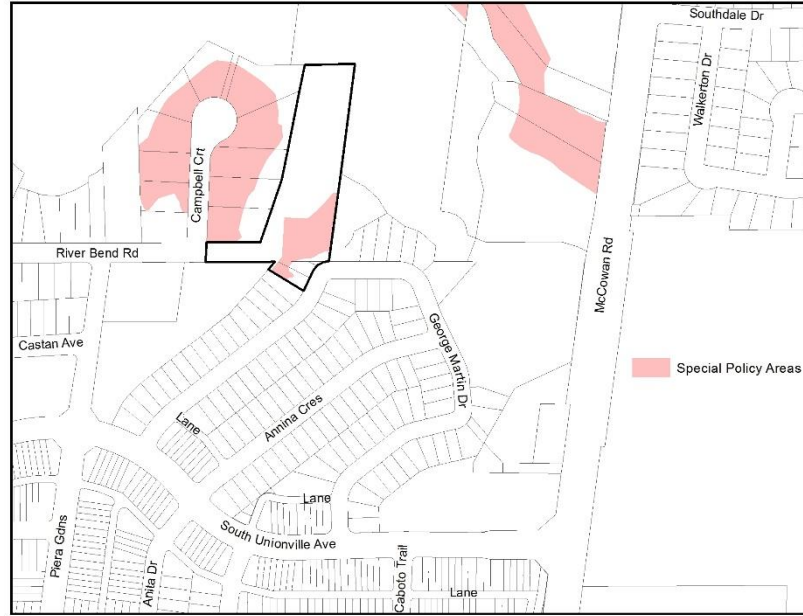 Southdale Dr
Walkerton Dr
Campbell Crt
River Bend Rd
McCowan Rd
Castan Ave
George Martin Dr
Special Policy Areas
Lane
Annina Cres
Lane
South Unionville Ave
Piera Gdns
Anita Dr
Caboto Trail
Lane